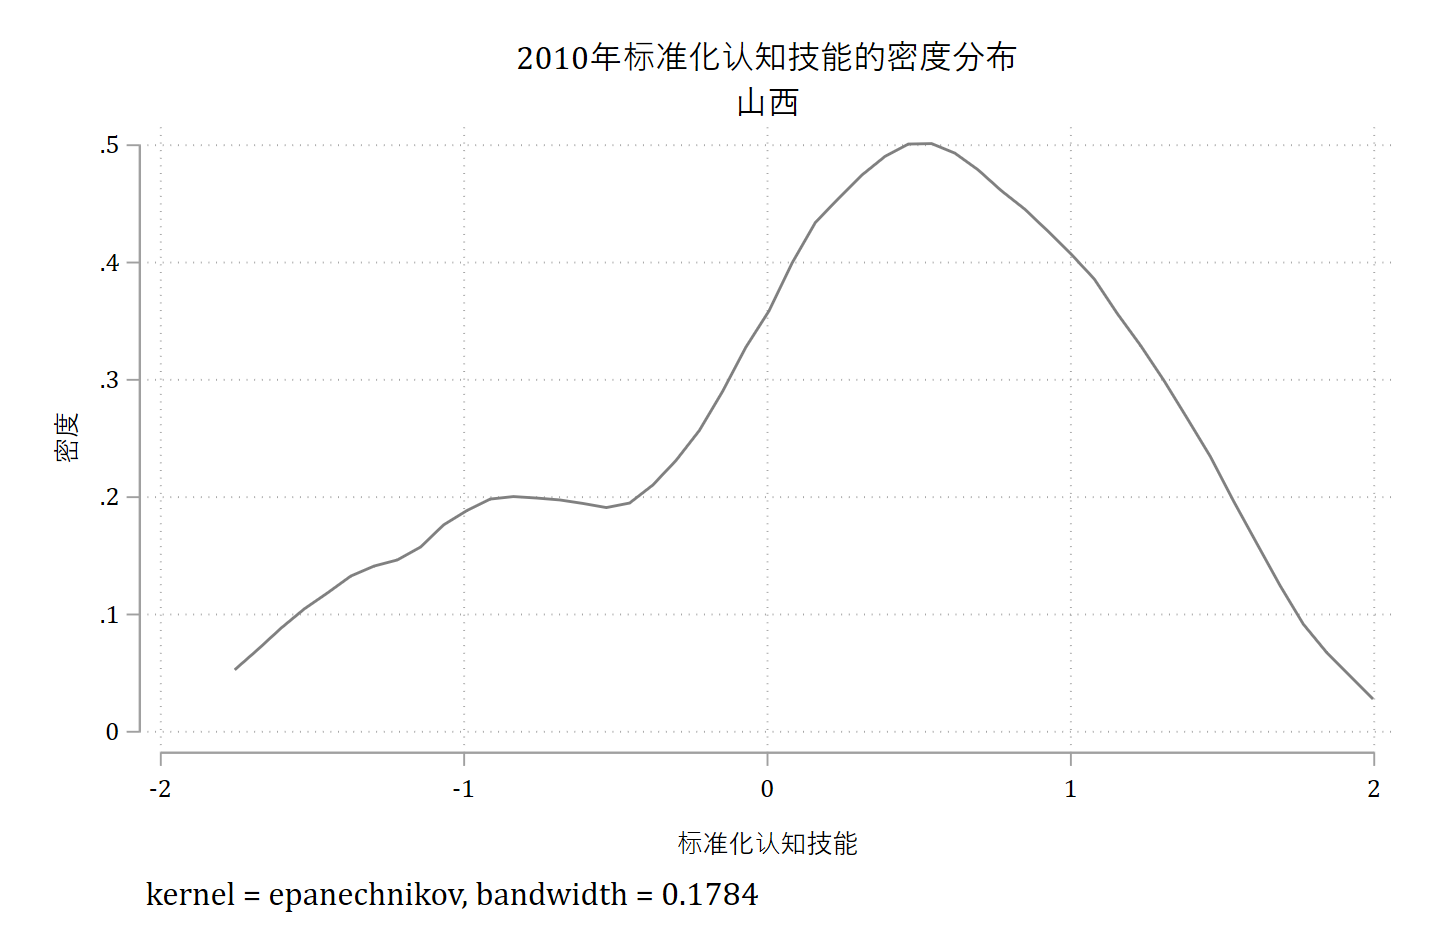 2010年标准化认知技能的密度分布
山西
.5
.4
.3
.2
.1
0
密度
-2 -1 0 1 2
标准化认知技能
kernel = epanechnikov, bandwidth = 0.1784